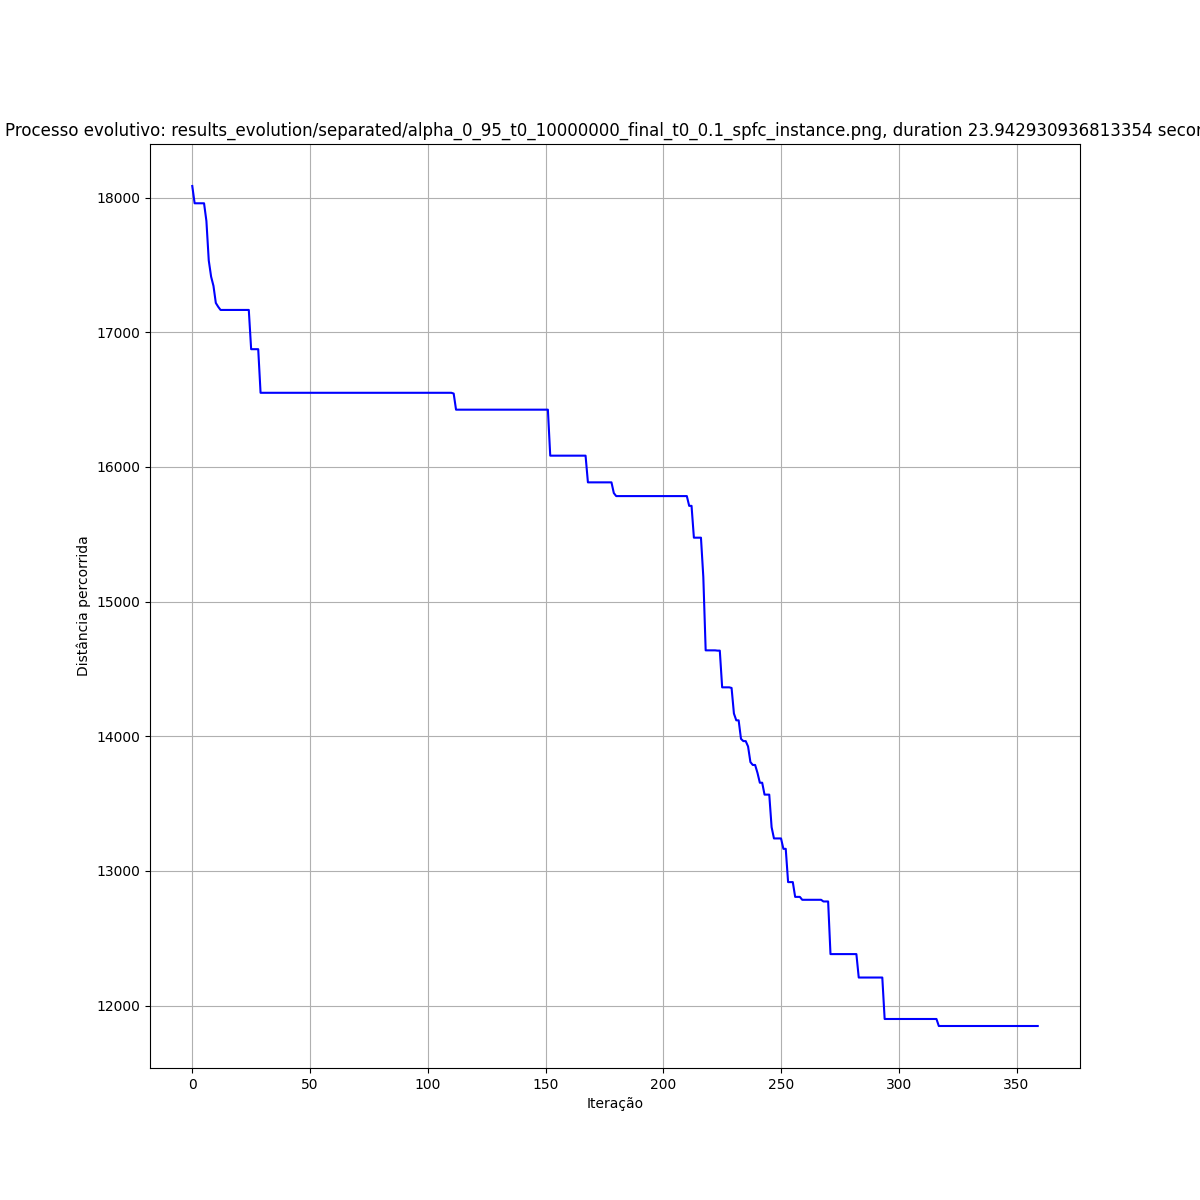 Processo evolutivo: results_evolution/separated/alpha_0_95_t0_10000000_final_t0_0.1_spfc_instance.png, duration 23.942930936813354 secon
18000
17000
16000
15000
14000
13000
12000
Distância percorrida
0 50 100 150 200 250 300 350
Iteração